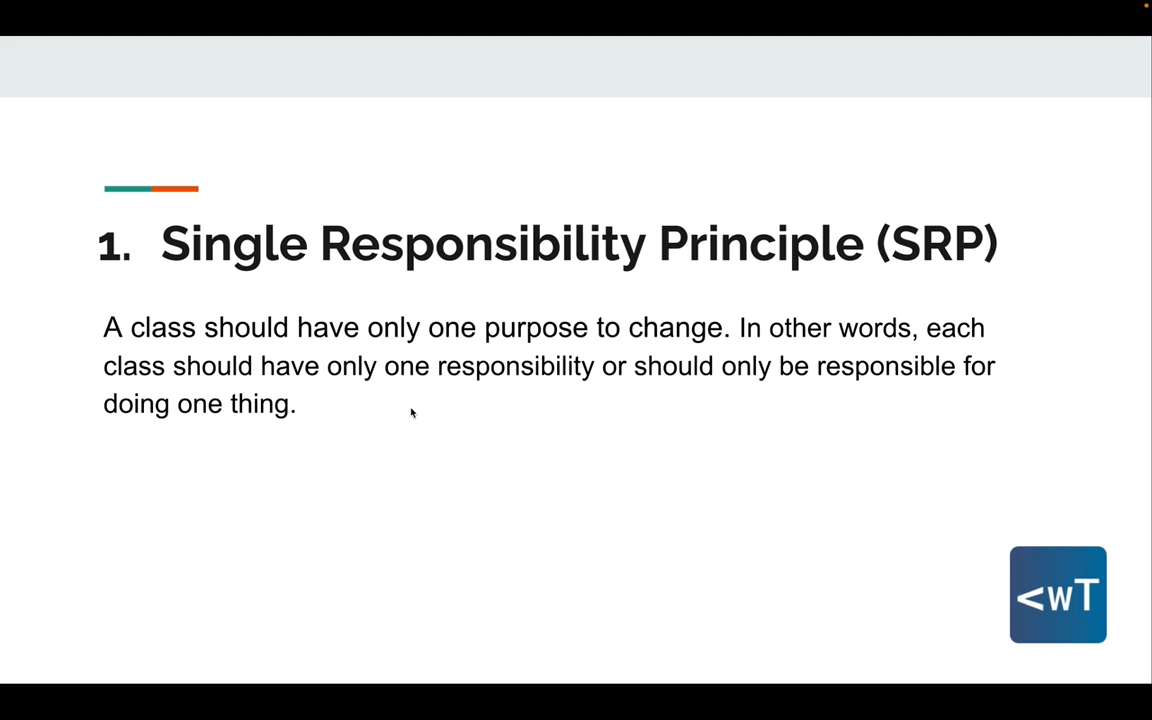 1. Single Responsibility Principle (SRP)
A class should have only one purpose to change. In other words, each
class should have only one responsibility or should only be responsible for
doing one thing.
<wT